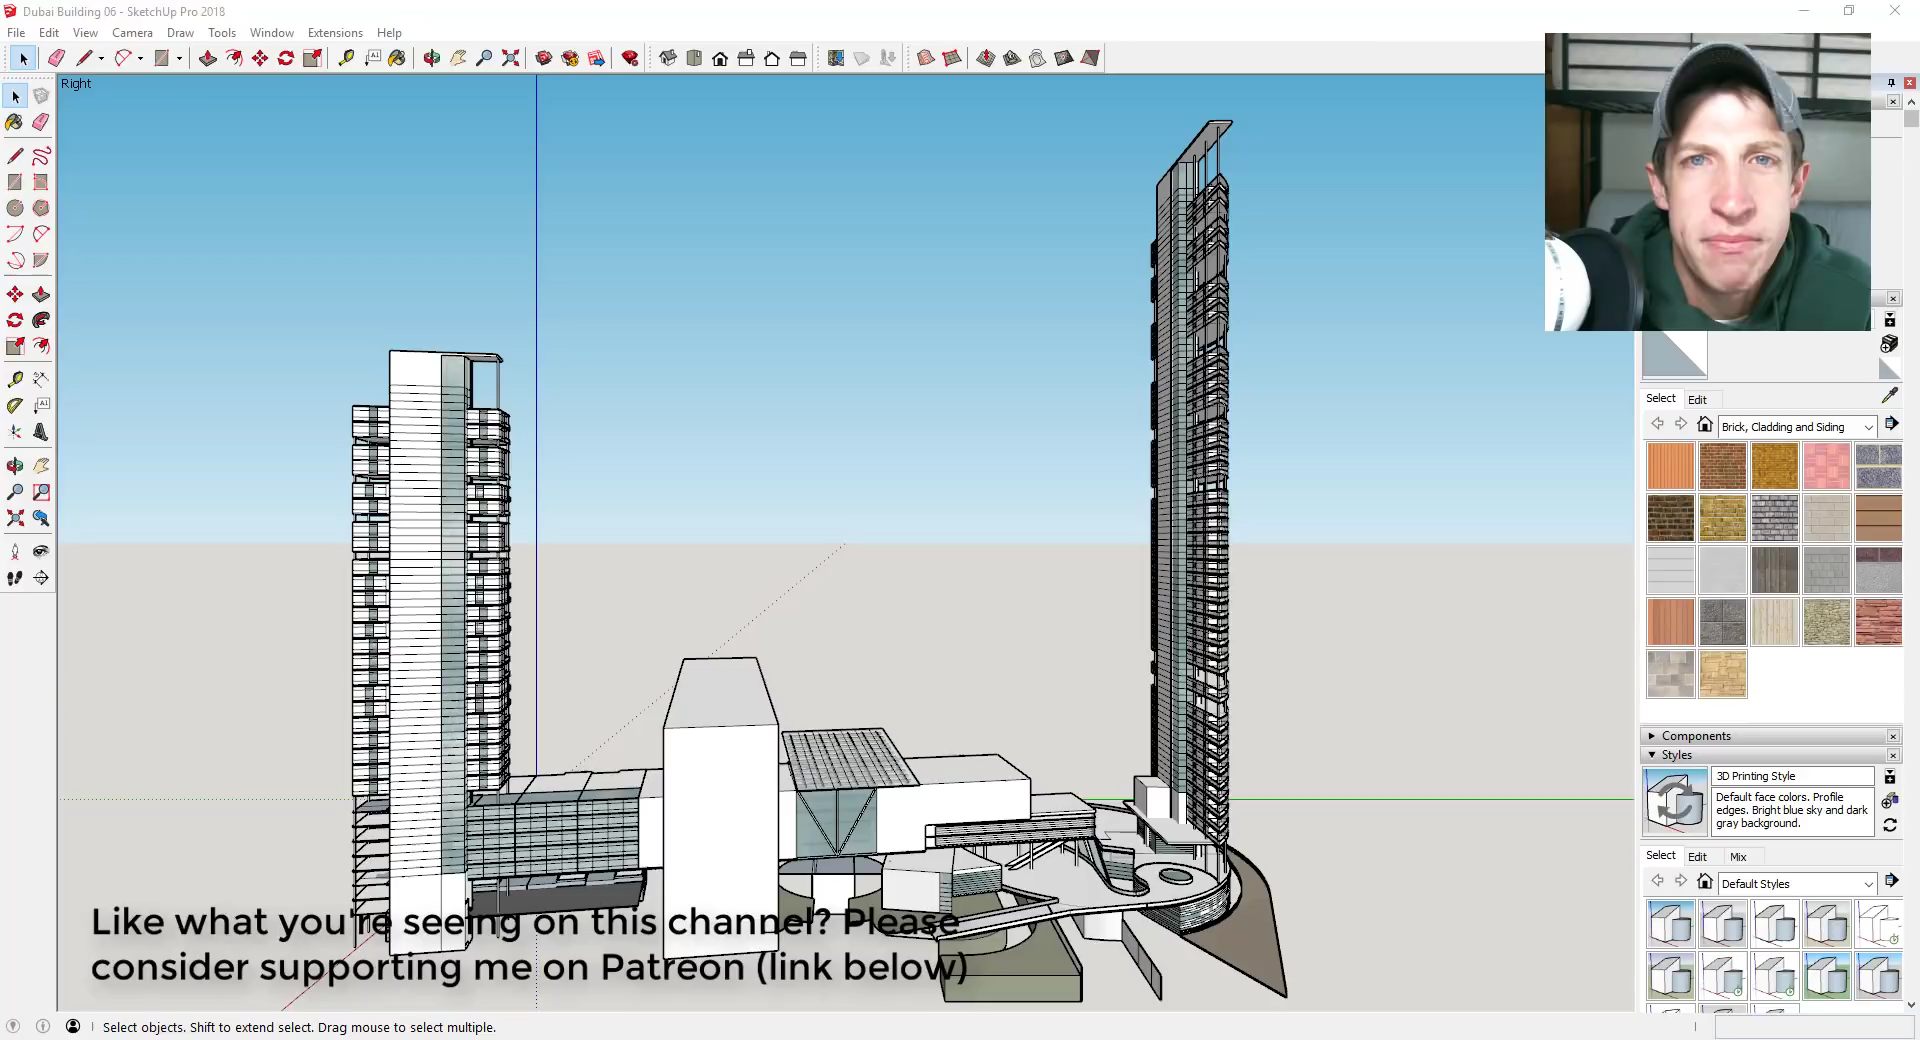 Dubai Building 06 - SketchUp Pro 2018
File Edit View Camera Draw Tools Window Extensions Help
Right
Select Edit
Brick, Cladding and Siding
Components
Styles
3D Printing Style
Default face colors. Profile
edges. Bright blue sky and dark
gray background.
Select Edit Mix
Default Styles
Like what you're seeing on this channel? Please
consider supporting me on Patreon (link below)
Select objects. Shift to extend select. Drag mouse to select multiple.